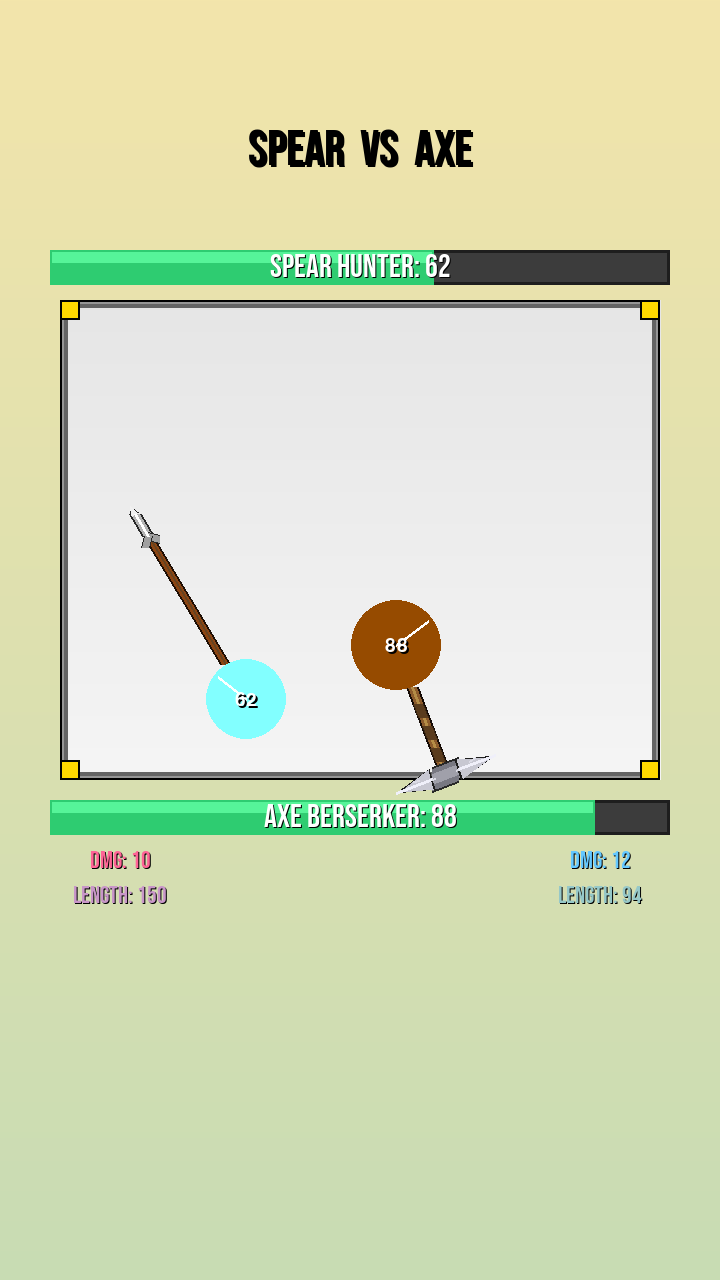 SPEAR VS AXE
SPEAR HUNTER: 62
88
62
AXE BERSERKER: 88
DMG: 10
DMG: 12
LENGTH: 150
LENGTH: 94